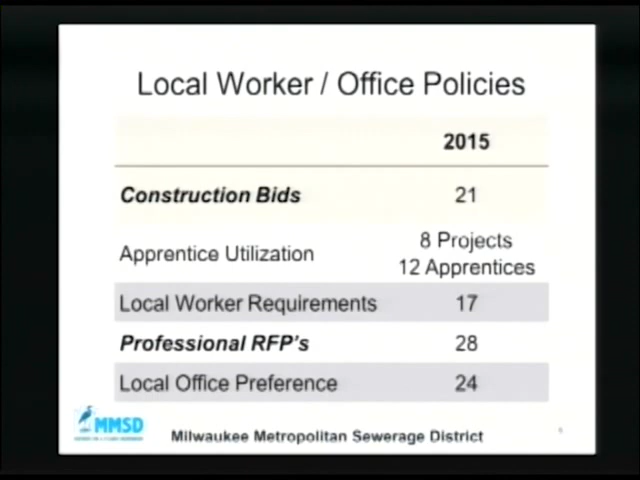 Local Worker / Office Policies
2015
Construction Bids 21
Apprentice Utilization 8 Projects
12 Apprentices
Local Worker Requirements 17
Professional RFP's 28
Local Office Preference 24
MMSD
Milwaukee Metropolitan Sewerage District